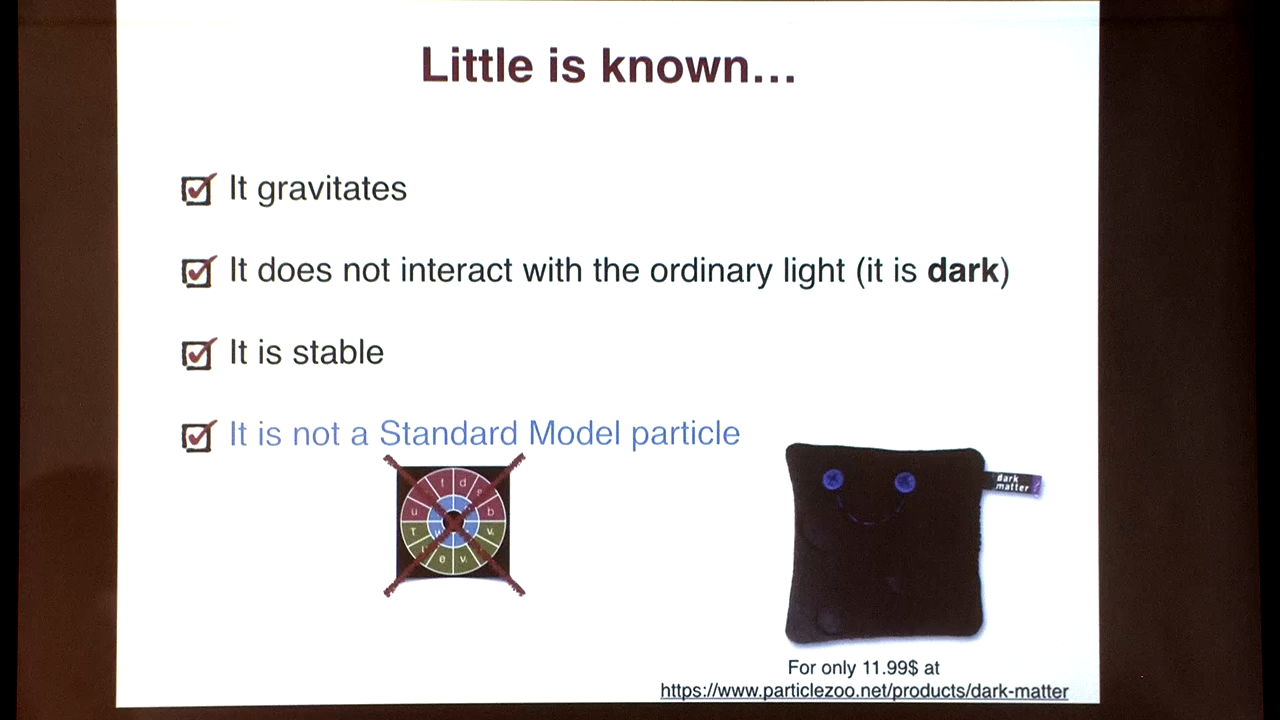 Little is known…
It gravitates
It does not interact with the ordinary light (it is dark)
It is stable
It is not a Standard Model particle
t d
u
b
τ
e
dark
matter
For only 11.99$ at
https://www.particlezoo.net/products/dark-matter